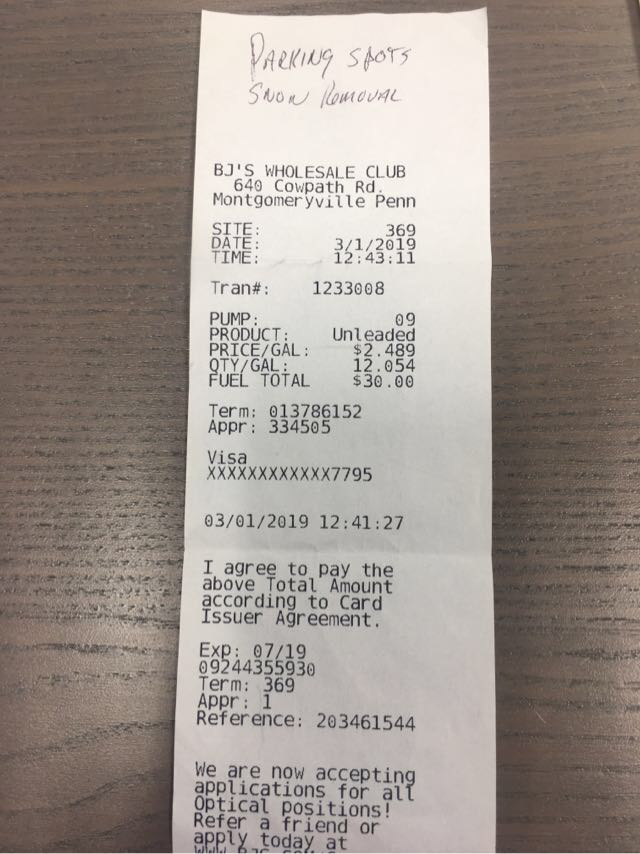 PARKING SPOTS
SNOW REMOVAL
BJ'S WHOLESALE CLUB
640 Cowpath Rd.
Montgomeryville Penn
SITE: 369
DATE: 3/1/2019
TIME: 12:43:11
Tran#: 1233008
PUMP: 09
PRODUCT: Unleaded
PRICE/GAL: $2.489
QTY/GAL: 12.054
FUEL TOTAL $30.00
Term: 013786152
Appr: 334505
Visa
XXXXXXXXXXXX7795
03/01/2019 12:41:27
I agree to pay the
above Total Amount
according to Card
Issuer Agreement.
Exp: 07/19
09244355930
Term: 369
Appr: 1
Reference: 203461544
We are now accepting
applications for all
Optical positions!
Refer a friend or
apply today at